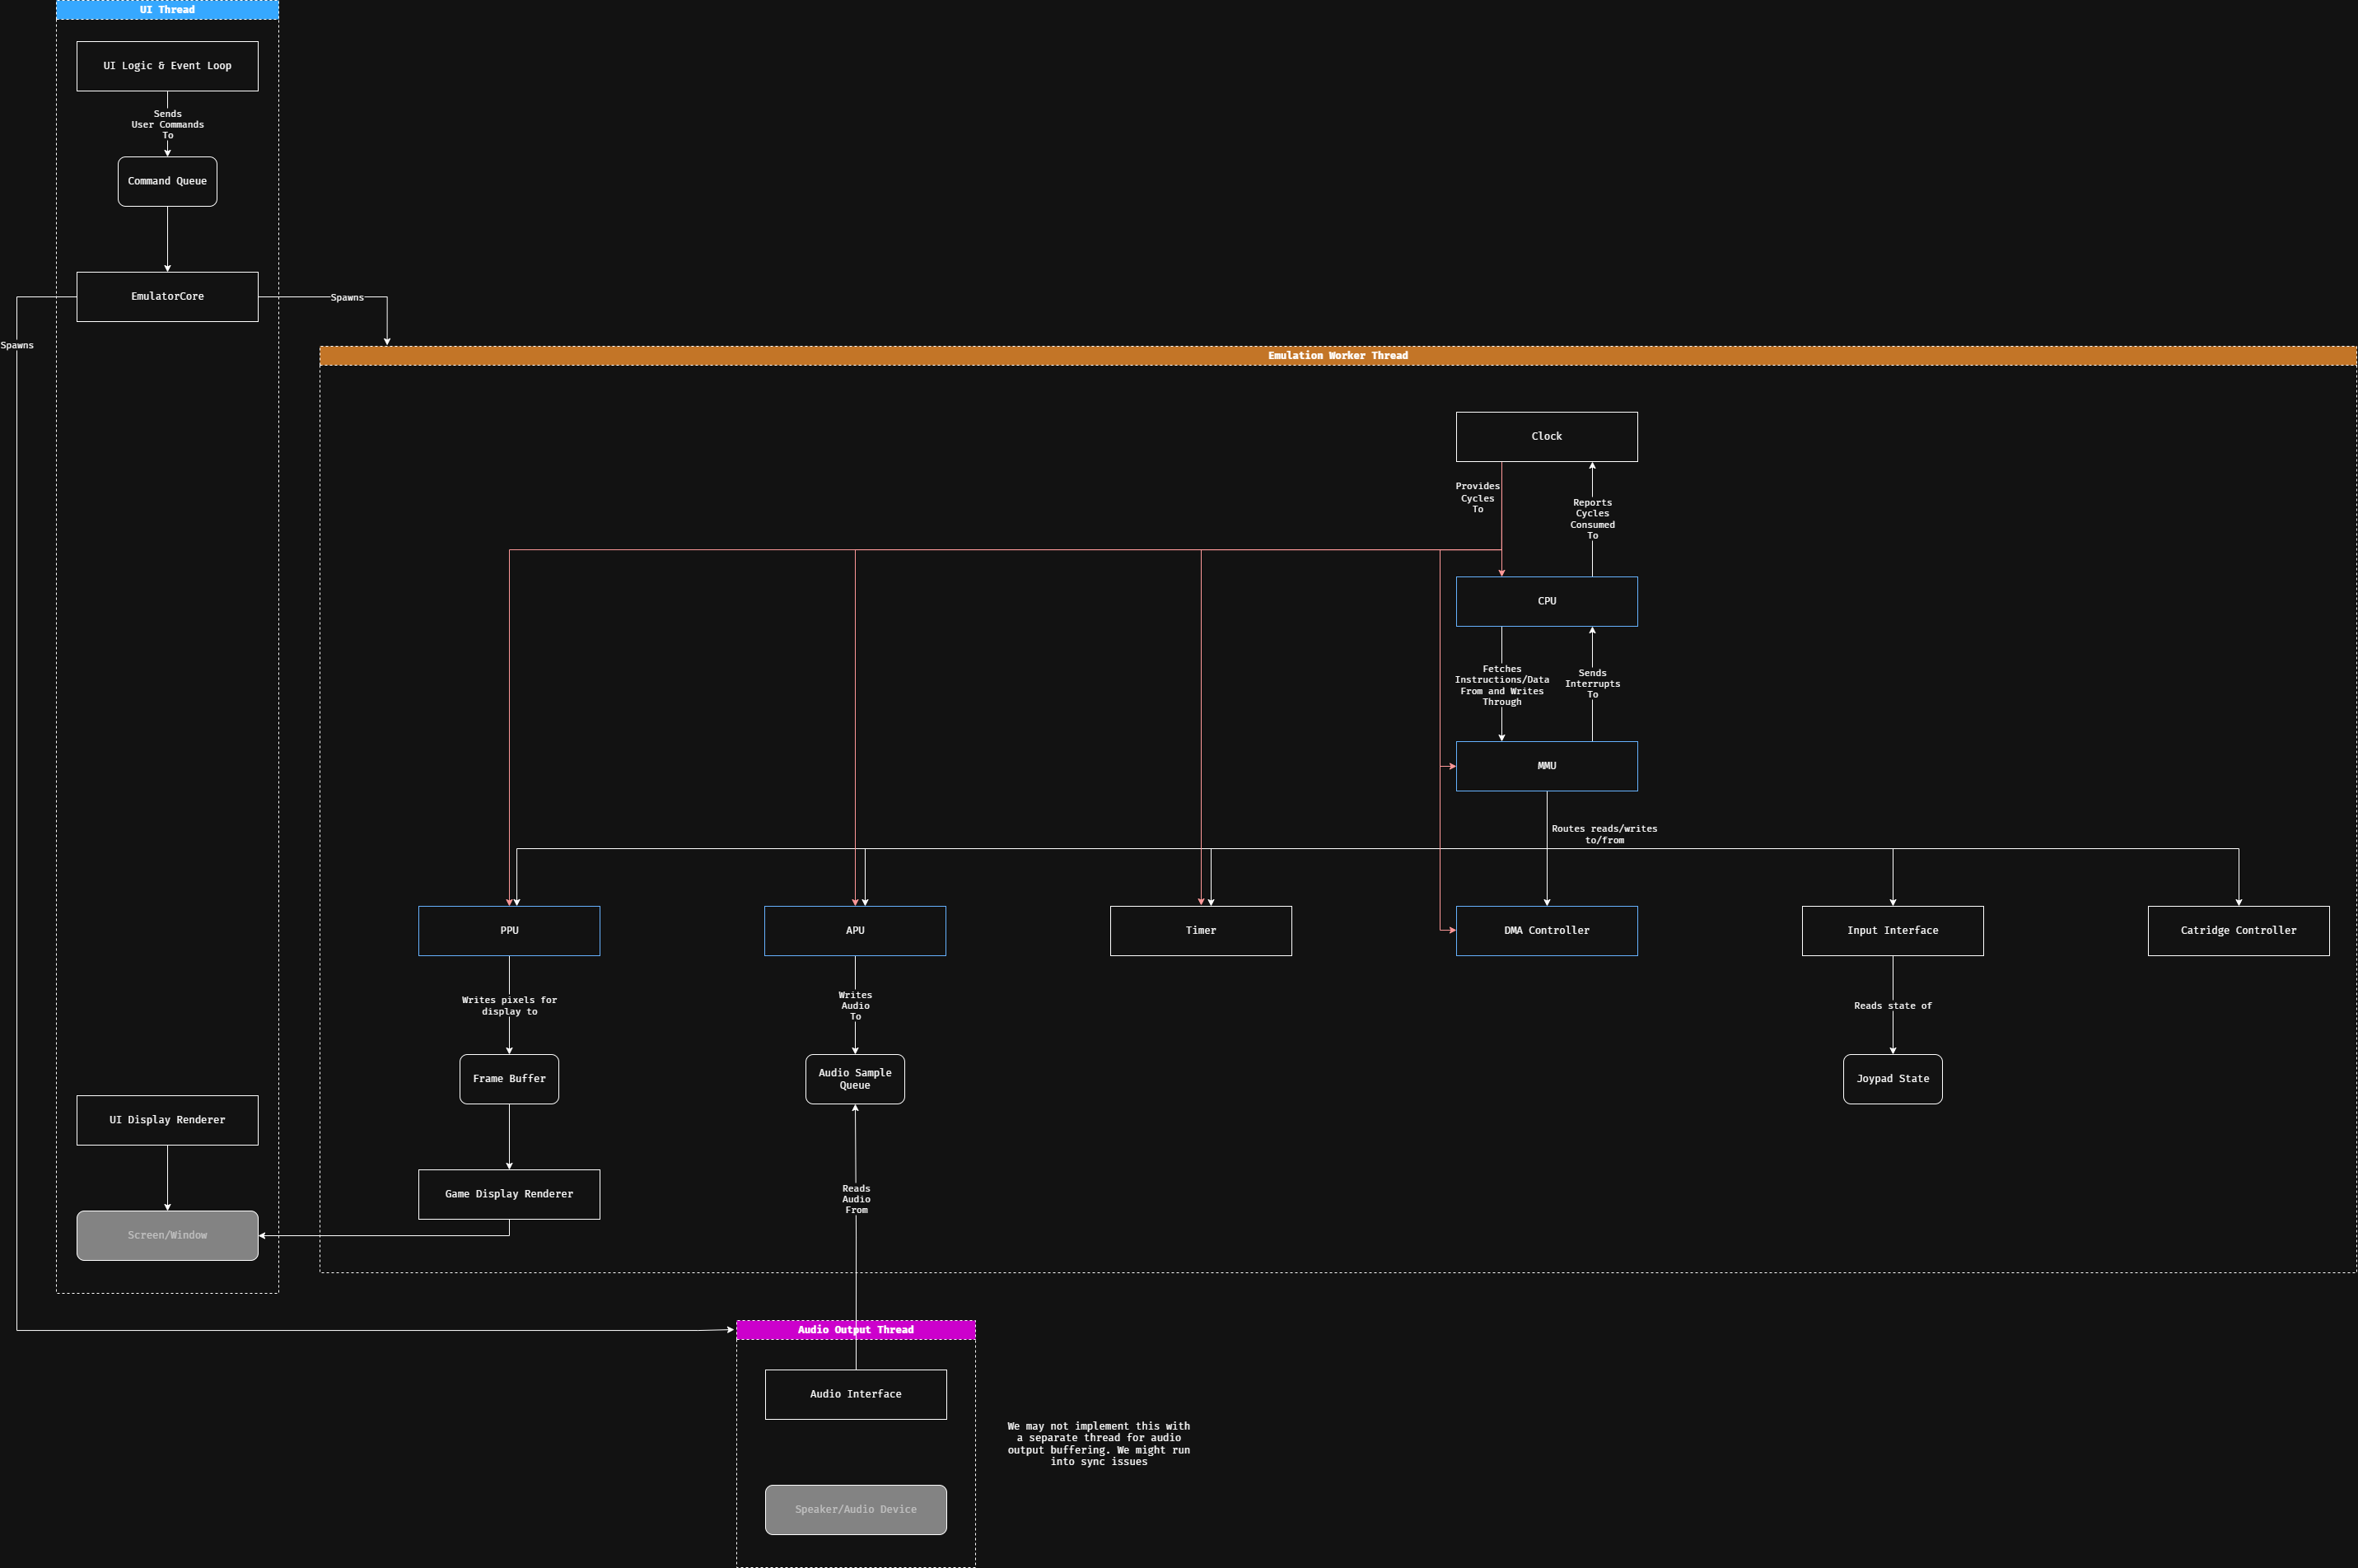 UI Thread
UI Logic & Event Loop
Sends
User Commands
To
Command Queue
EmulatorCore
Spawns
Spawns
Emulation Worker Thread
Clock
Provides
Cycles
To
Reports
Cycles
Consumed
To
CPU
Fetches
Instructions/Data
From and Writes
Through
Sends
Interrupts
To
MMU
Routes reads/writes
to/from
PPU
APU
Timer
DMA Controller
Input Interface
Catridge Controller
Writes pixels for
display to
Writes
Audio
To
Reads state of
Frame Buffer
Audio Sample
Queue
Joypad State
UI Display Renderer
Game Display Renderer
Reads
Audio
From
Screen/Window
Audio Output Thread
Audio Interface
We may not implement this with
a separate thread for audio
output buffering. We might run
into sync issues
Speaker/Audio Device